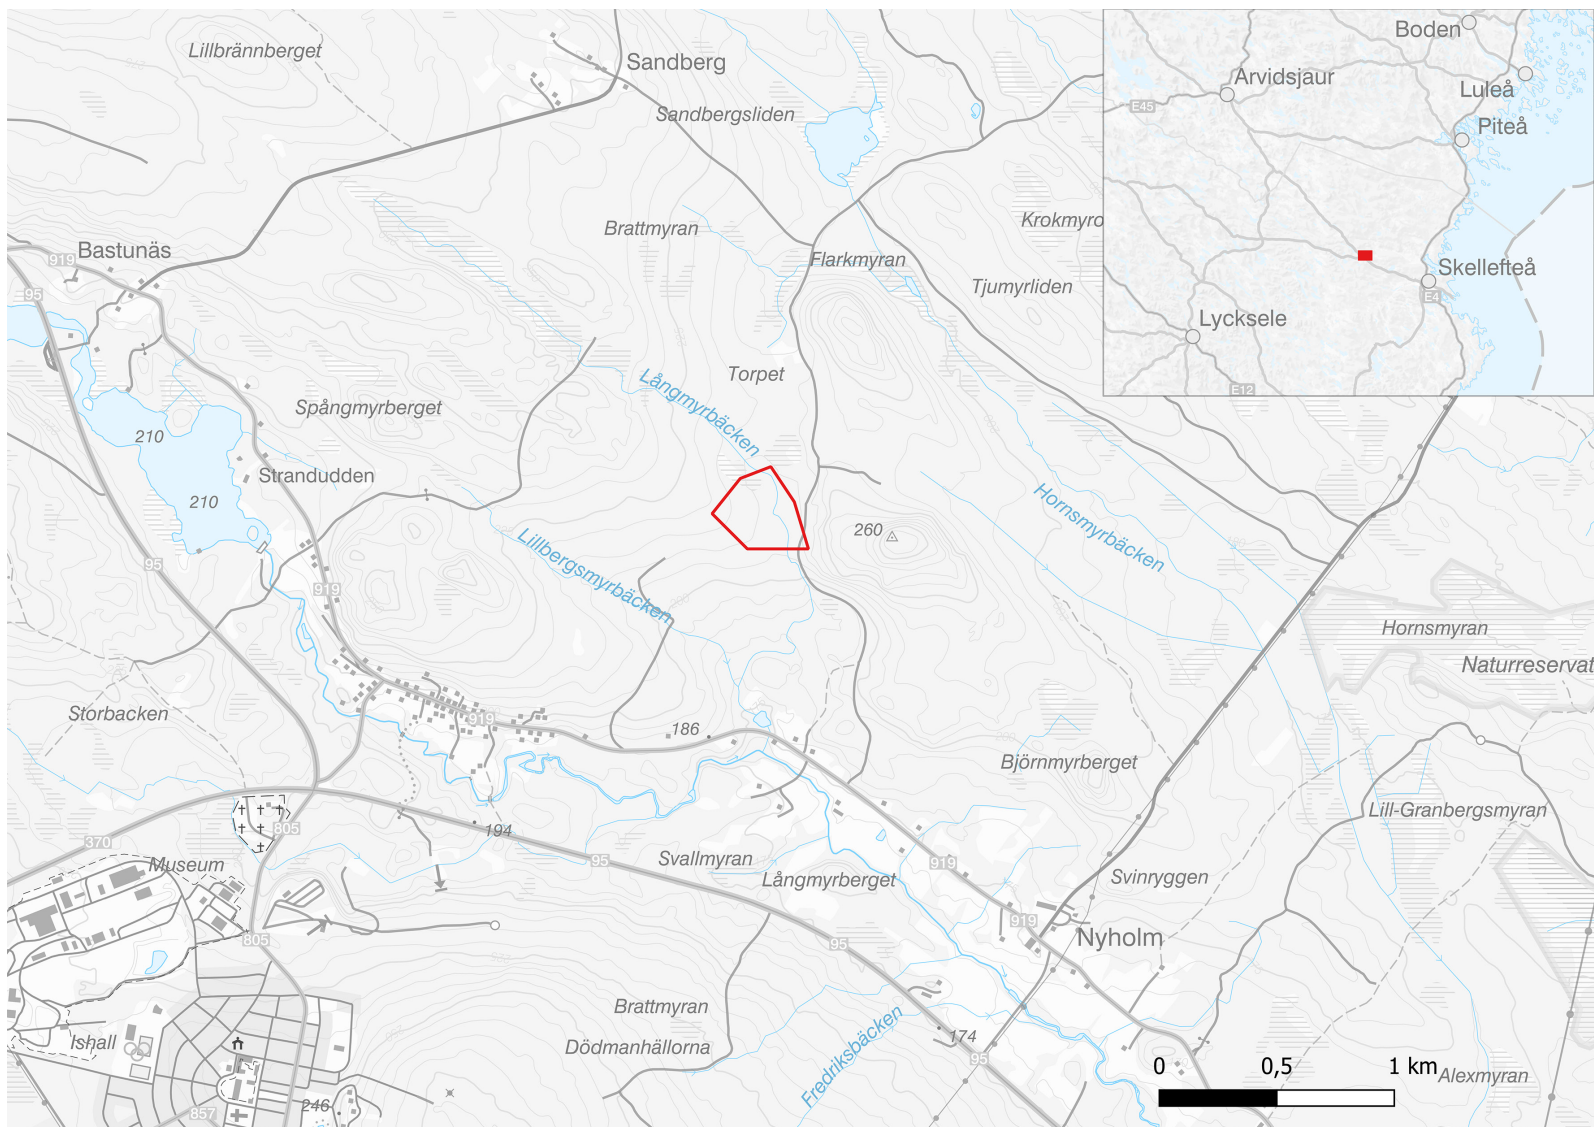 Lillbrännberget
Sandberg
Sandbergsliden
Boden
Arvidsjaur
Luleå
E45
Piteå
Brattmyran
Krokmyro
Bastunäs
919
Flarkmyran
Tjumyrliden
Skellefteå
95
E4
Lycksele
E12
Torpet
Långmyrbäcken
Spångmyrberget
210
Strandudden
210
Hornsmyrbäcken
260
Lillbergsmyrbäcken
95
919
Hornsmyran
Naturreservat
Storbacken
919
186
Björnmyrberget
Lill-Granbergsmyran
805
194
370
95
Museum
Svallmyran
919
Långmyrberget
Svinryggen
919
805
95
Nyholm
Brattmyran
Fredriksbäcken
174
Ishall
Dödmanhällorna
95
0 0,5 1 km
Alexmyran
246
857